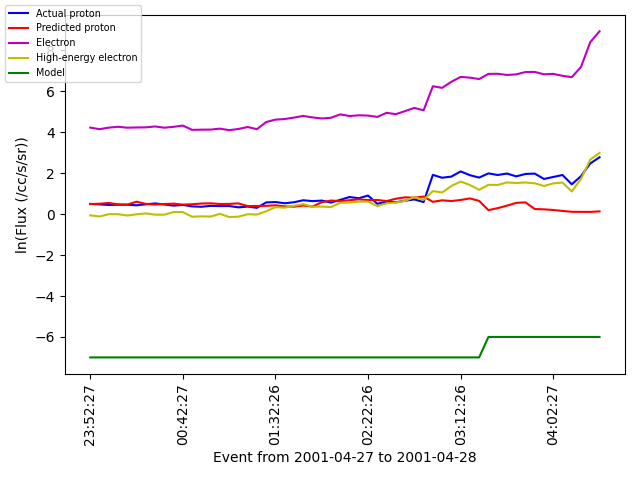 Actual proton
Predicted proton
Electron
High-energy electron
Model
8
6
4
2
0
−2
−4
−6
ln(Flux (/cc/s/sr))
23:52:27
00:42:27
01:32:26
02:22:26
03:12:26
04:02:27
Event from 2001-04-27 to 2001-04-28